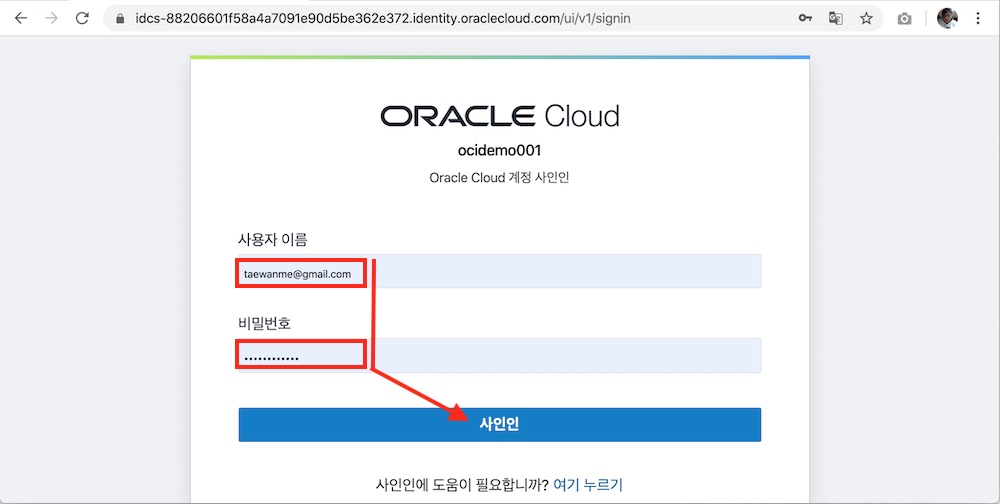 idcs-88206601f58a4a7091e90d5be362e372.identity.oraclecloud.com/ui/v1/signin
ORACLE Cloud
ocidemo001
Oracle Cloud 계정 사인인
사용자 이름
taewanme@gmail.com
비밀번호
••••••••••••
사인인
사인인에 도움이 필요합니까? 여기 누르기